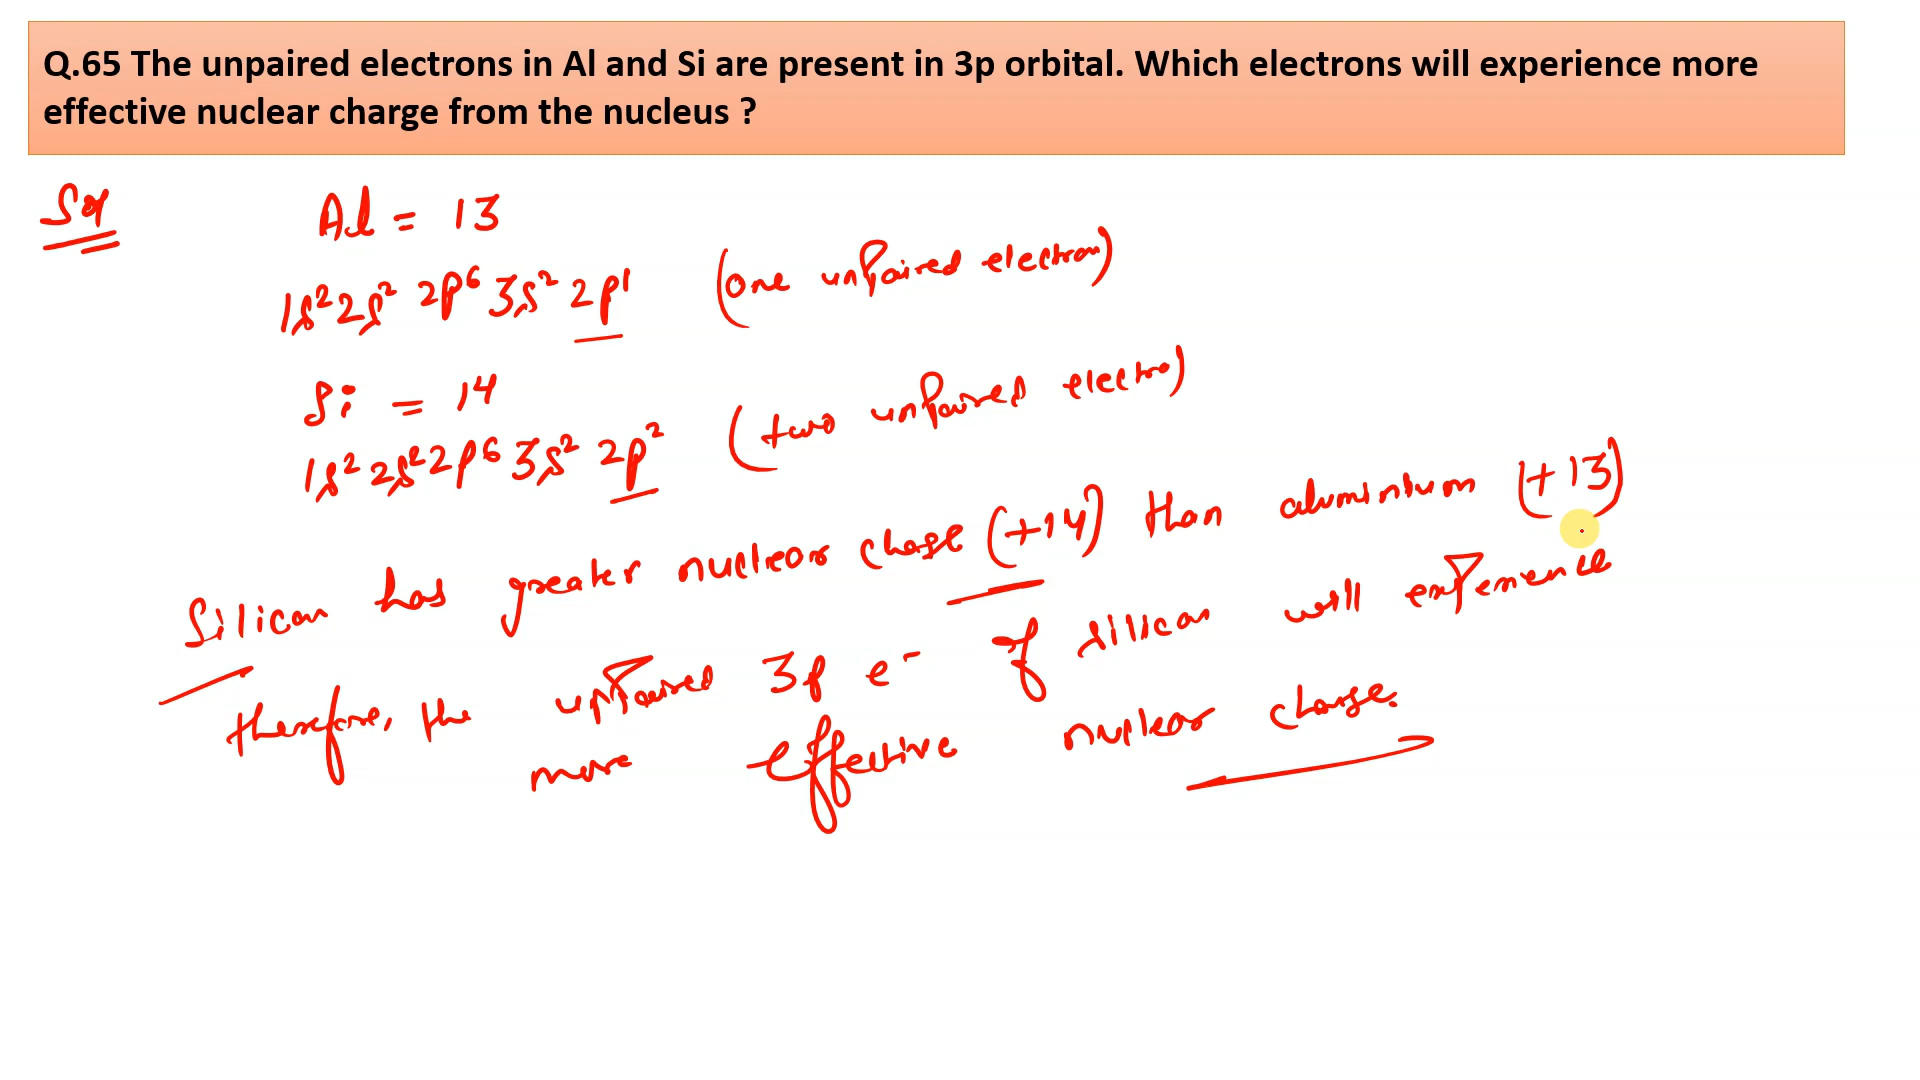 Q.65 The unpaired electrons in Al and Si are present in 3p orbital. Which electrons will experience more
effective nuclear charge from the nucleus ?
Sol
Al = 13
1s² 2s² 2p⁶ 3s² 2p¹ (one unpaired electron)
Si = 14
1s² 2s² 2p⁶ 3s² 2p² (two unpaired electro)
Silicon has greater nuclear charge (+14) than aluminium (+13)
therefore, the unpaired 3p e⁻ of silicon will experience
more effective nuclear charge.